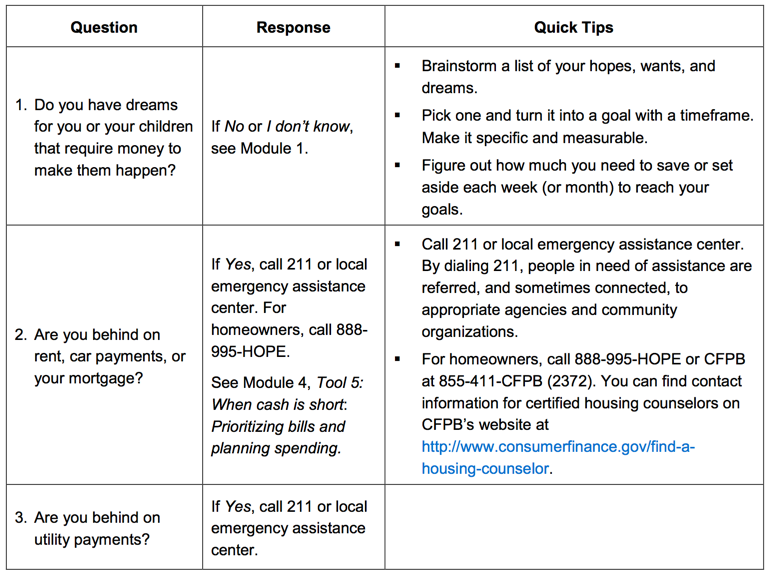 Question
Response
Quick Tips
1. Do you have dreams
for you or your children
that require money to
make them happen?
If No or I don’t know,
see Module 1.
▪ Brainstorm a list of your hopes, wants, and
dreams.
▪ Pick one and turn it into a goal with a timeframe.
Make it specific and measurable.
▪ Figure out how much you need to save or set
aside each week (or month) to reach your
goals.
2. Are you behind on
rent, car payments, or
your mortgage?
If Yes, call 211 or local
emergency assistance
center. For
homeowners, call 888-
995-HOPE.
See Module 4, Tool 5:
When cash is short:
Prioritizing bills and
planning spending.
▪ Call 211 or local emergency assistance center.
By dialing 211, people in need of assistance are
referred, and sometimes connected, to
appropriate agencies and community
organizations.
▪ For homeowners, call 888-995-HOPE or CFPB
at 855-411-CFPB (2372). You can find contact
information for certified housing counselors on
CFPB’s website at
http://www.consumerfinance.gov/find-a-
housing-counselor.
3. Are you behind on
utility payments?
If Yes, call 211 or local
emergency assistance
center.